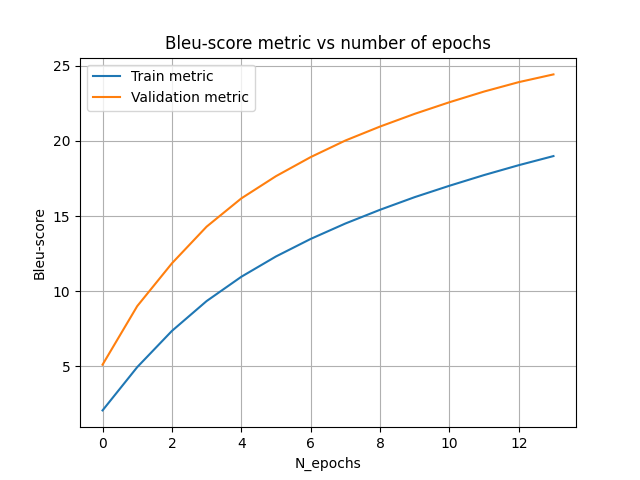 Bleu-score metric vs number of epochs
Train metric
Validation metric
25
20
15
10
5
Bleu-score
0 2 4 6 8 10 12
N_epochs